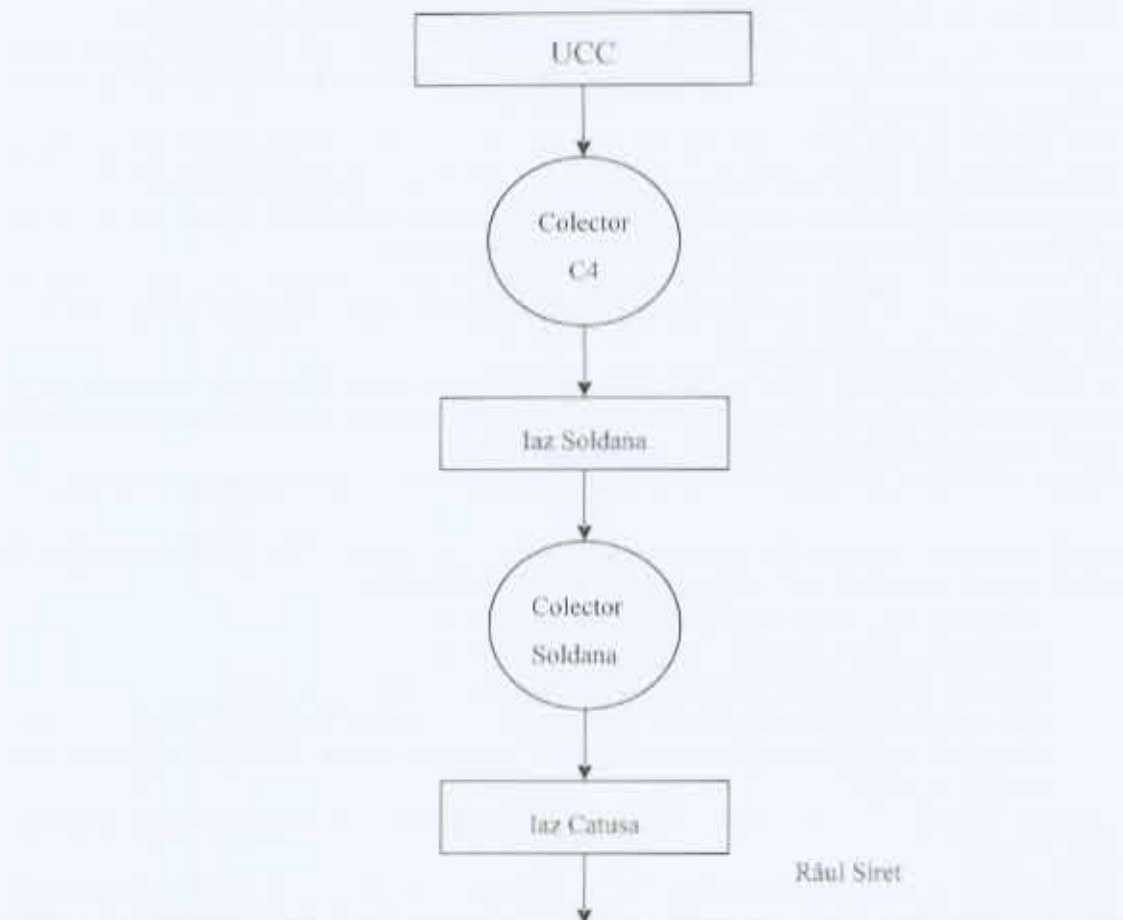 UCC
Colector
C4
Iaz Soldana
Colector
Soldana
Iaz Catusa
Râul Siret